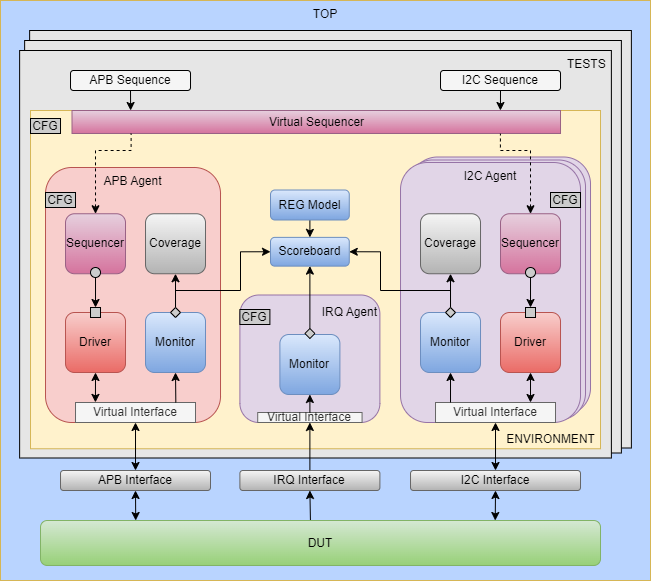 TOP
TESTS
APB Sequence
I2C Sequence
CFG
Virtual Sequencer
APB Agent
I2C Agent
CFG
REG Model
CFG
Sequencer
Coverage
Scoreboard
Coverage
Sequencer
CFG
IRQ Agent
Driver
Monitor
Monitor
Monitor
Driver
Virtual Interface
Virtual Interface
Virtual Interface
ENVIRONMENT
APB Interface
IRQ Interface
I2C Interface
DUT